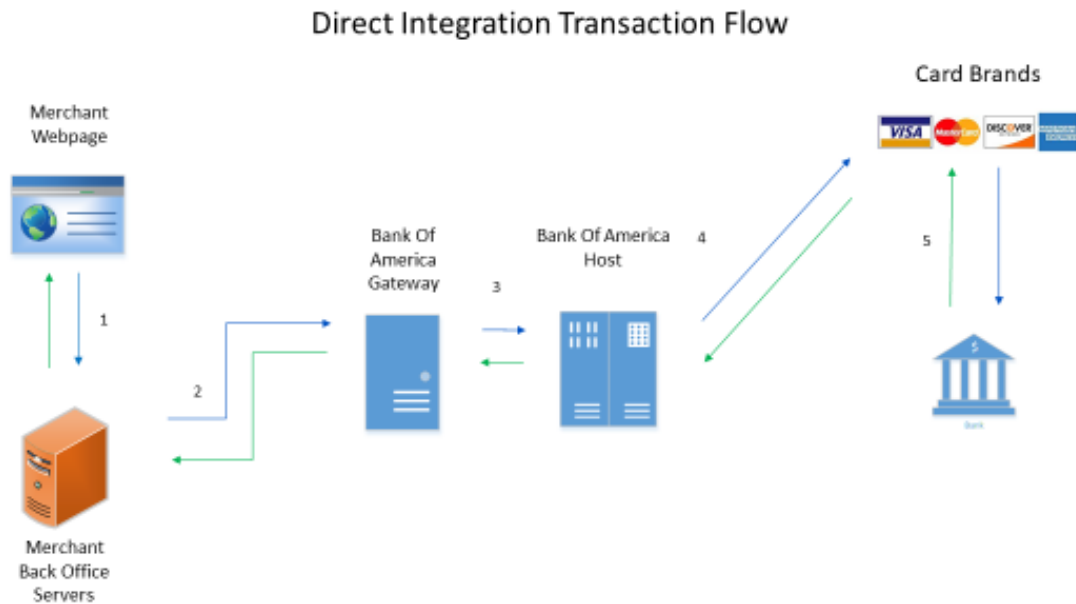 Direct Integration Transaction Flow
Card Brands
Merchant
Webpage
VISA
MasterCard
DISCOVER
Bank Of
America
Gateway
Bank Of America
Host
4
5
3
1
2
$
Bank
Merchant
Back Office
Servers